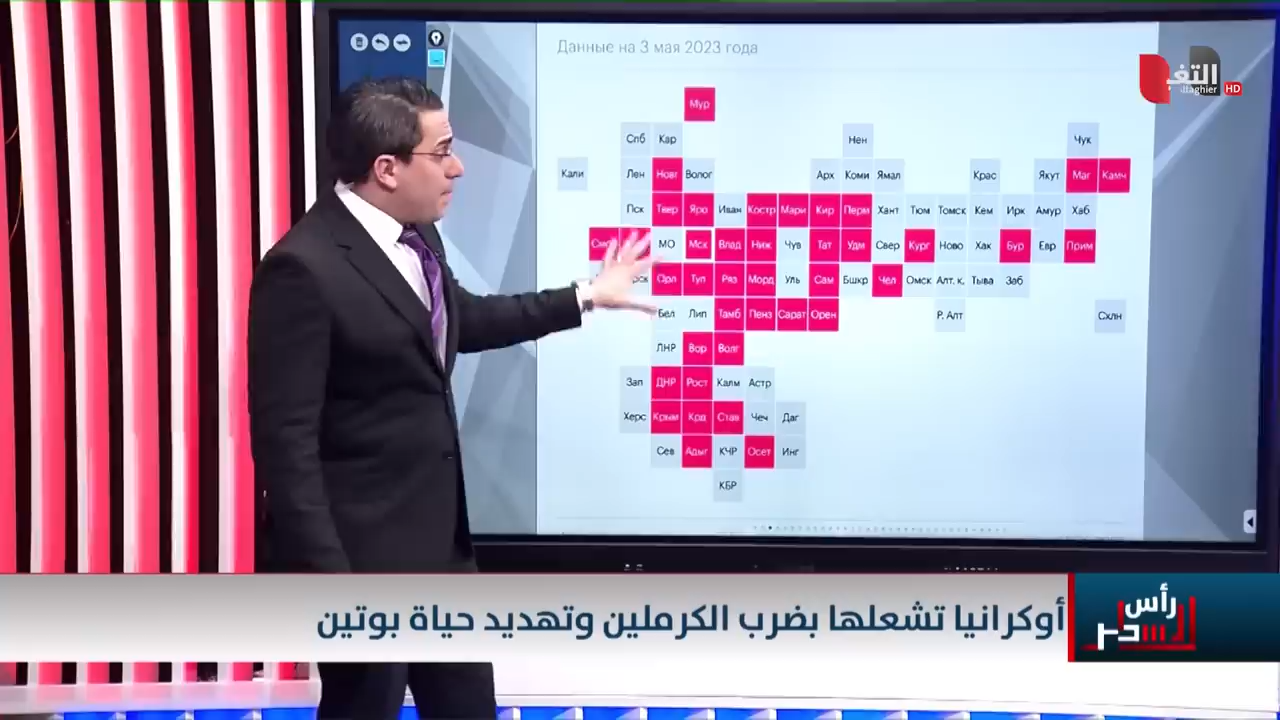 Данные на 3 мая 2023 года
التغيير
Altaghier HD
Мур
Спб Кар Нен Чук
Кали Лен Новг Волог Арх Коми Ямал Крас Якут Маг Камч
Пск Твер Яро Иван Костр Мари Кир Перм Хант Тюм Томск Кем Ирк Амур Хаб
МО Мск Влад Ниж Чув Тат Удм Свер Кург Ново Хак Бур Евр Прим
Орл Тул Ряз Морд Уль Сам Бшкр Чел Омск Алт. к. Тыва Заб
Бел Лип Тамб Пенз Сарат Орен Р. Алт Схлн
ЛНР Вор Волг
Зап ДНР Рост Калм Астр
Херс Крым Крд Став Чеч Даг
Сев Адыг КЧР Осет Инг
КБР
رأس السطر
أوكرانيا تشعلها بضرب الكرملين وتهديد حياة بوتين